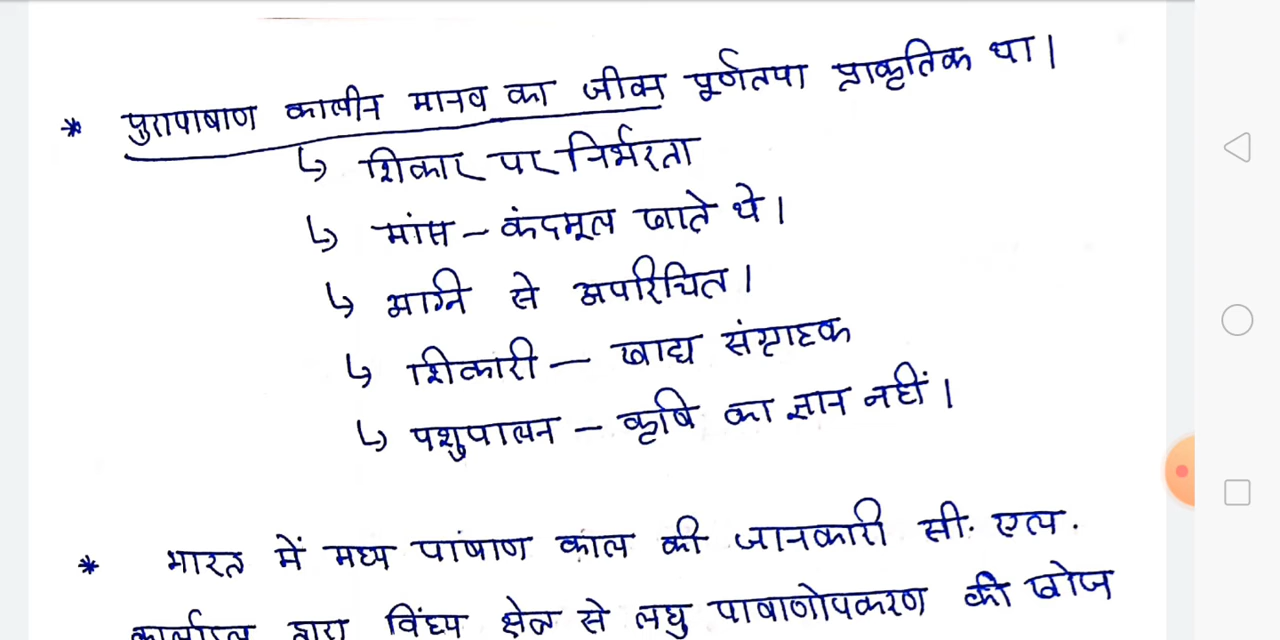 * पुरापाषाण कालीन मानव का जीवन पूर्णतया प्राकृतिक था।
↳ शिकार पर निर्भरता
↳ मांस – कंदमूल खाते थे।
↳ अग्नि से अपरिचित।
↳ शिकारी – खाद्य संग्राहक
↳ पशुपालन – कृषि का ज्ञान नहीं।
* भारत में मध्य पाषाण काल की जानकारी सी. एल.
द्वारा विंध्य क्षेत्र से लघु पाषाणोपकरण की खोज